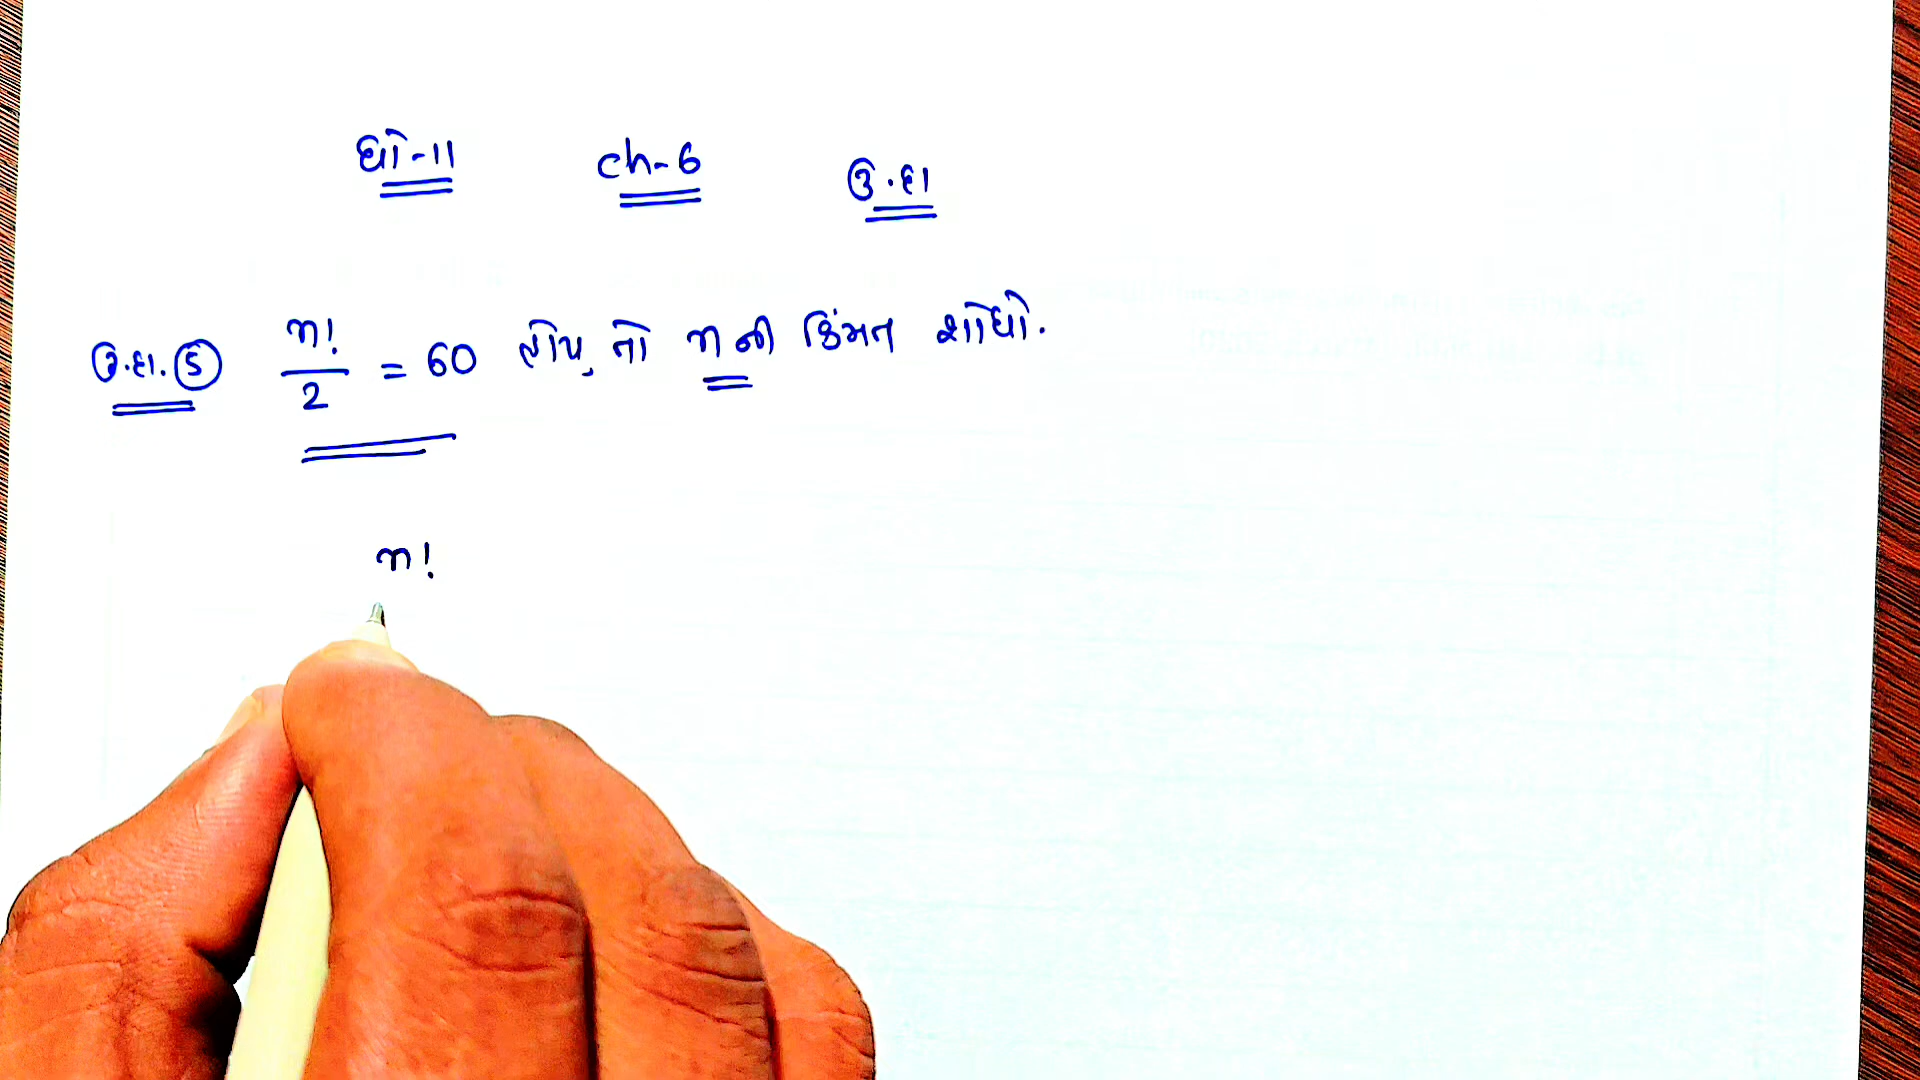 ધો-11 ch-6 ઉ.દા
ઉ.દા. 5 n!/2 = 60 હોય, તો n ની કિંમત શોધો.
n!